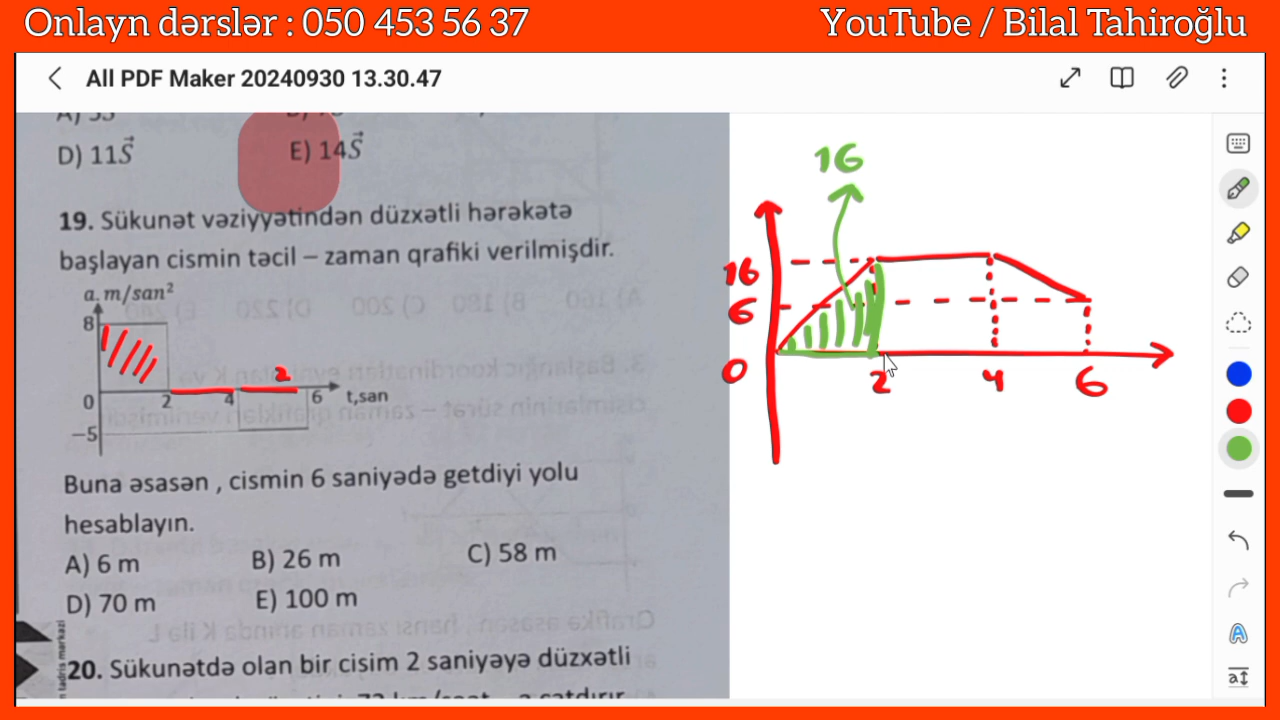 Onlayn dərslər : 050 453 56 37
YouTube / Bilal Tahiroğlu
All PDF Maker 20240930 13.30.47
D) 11S⃗
E) 14S⃗
19. Sükunət vəziyyətindən düzxətli hərəkətə
başlayan cismin təcil – zaman qrafiki verilmişdir.
a. m/san²
8
2
0 2 4 6 t,san
−5
Buna əsasən , cismin 6 saniyədə getdiyi yolu
hesablayın.
A) 6 m B) 26 m C) 58 m
D) 70 m E) 100 m
20. Sükunətdə olan bir cisim 2 saniyəyə düzxətli
16
16
6
0
2 4 6